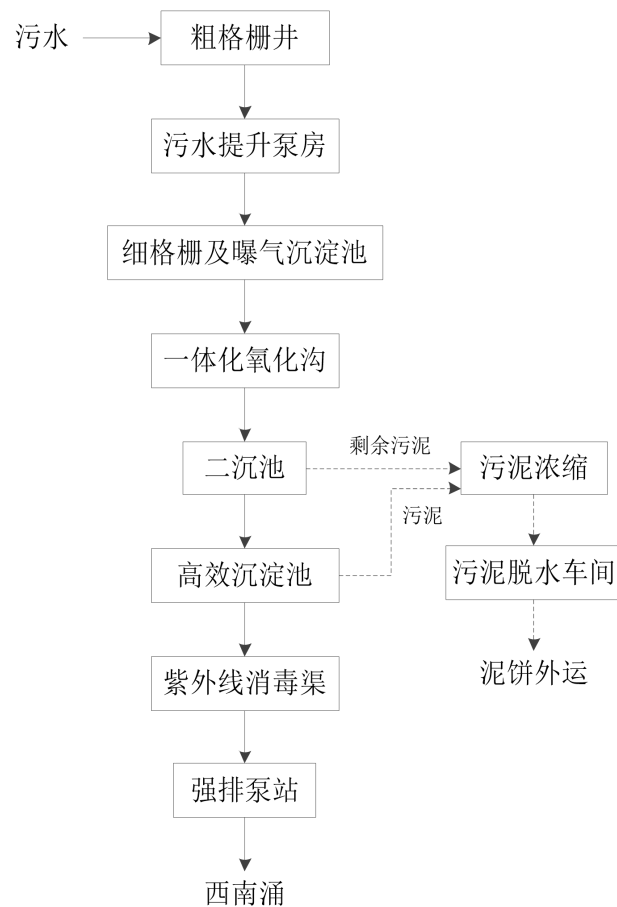 污水
粗格栅井
污水提升泵房
细格栅及曝气沉淀池
一体化氧化沟
二沉池
剩余污泥
污泥浓缩
污泥
高效沉淀池
污泥脱水车间
紫外线消毒渠
泥饼外运
强排泵站
西南涌